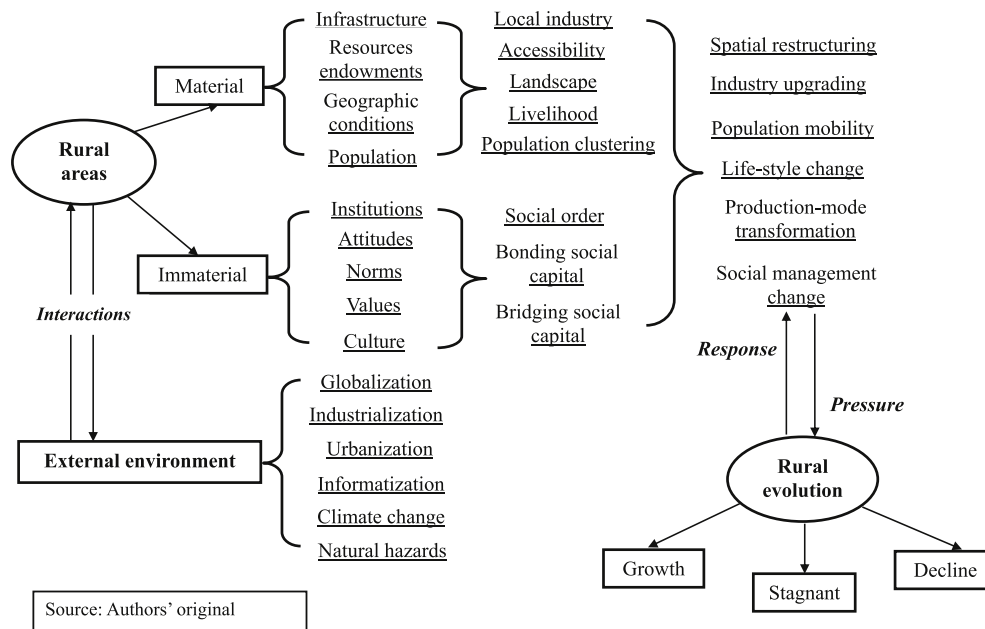 Rural
areas
Interactions
External environment
Material
Immaterial
Infrastructure
Resources
endowments
Geographic
conditions
Population
Institutions
Attitudes
Norms
Values
Culture
Globalization
Industrialization
Urbanization
Informatization
Climate change
Natural hazards
Local industry
Accessibility
Landscape
Livelihood
Population clustering
Social order
Bonding social
capital
Bridging social
capital
Spatial restructuring
Industry upgrading
Population mobility
Life-style change
Production-mode
transformation
Social management
change
Response
Pressure
Rural
evolution
Growth
Stagnant
Decline
Source: Authors' original